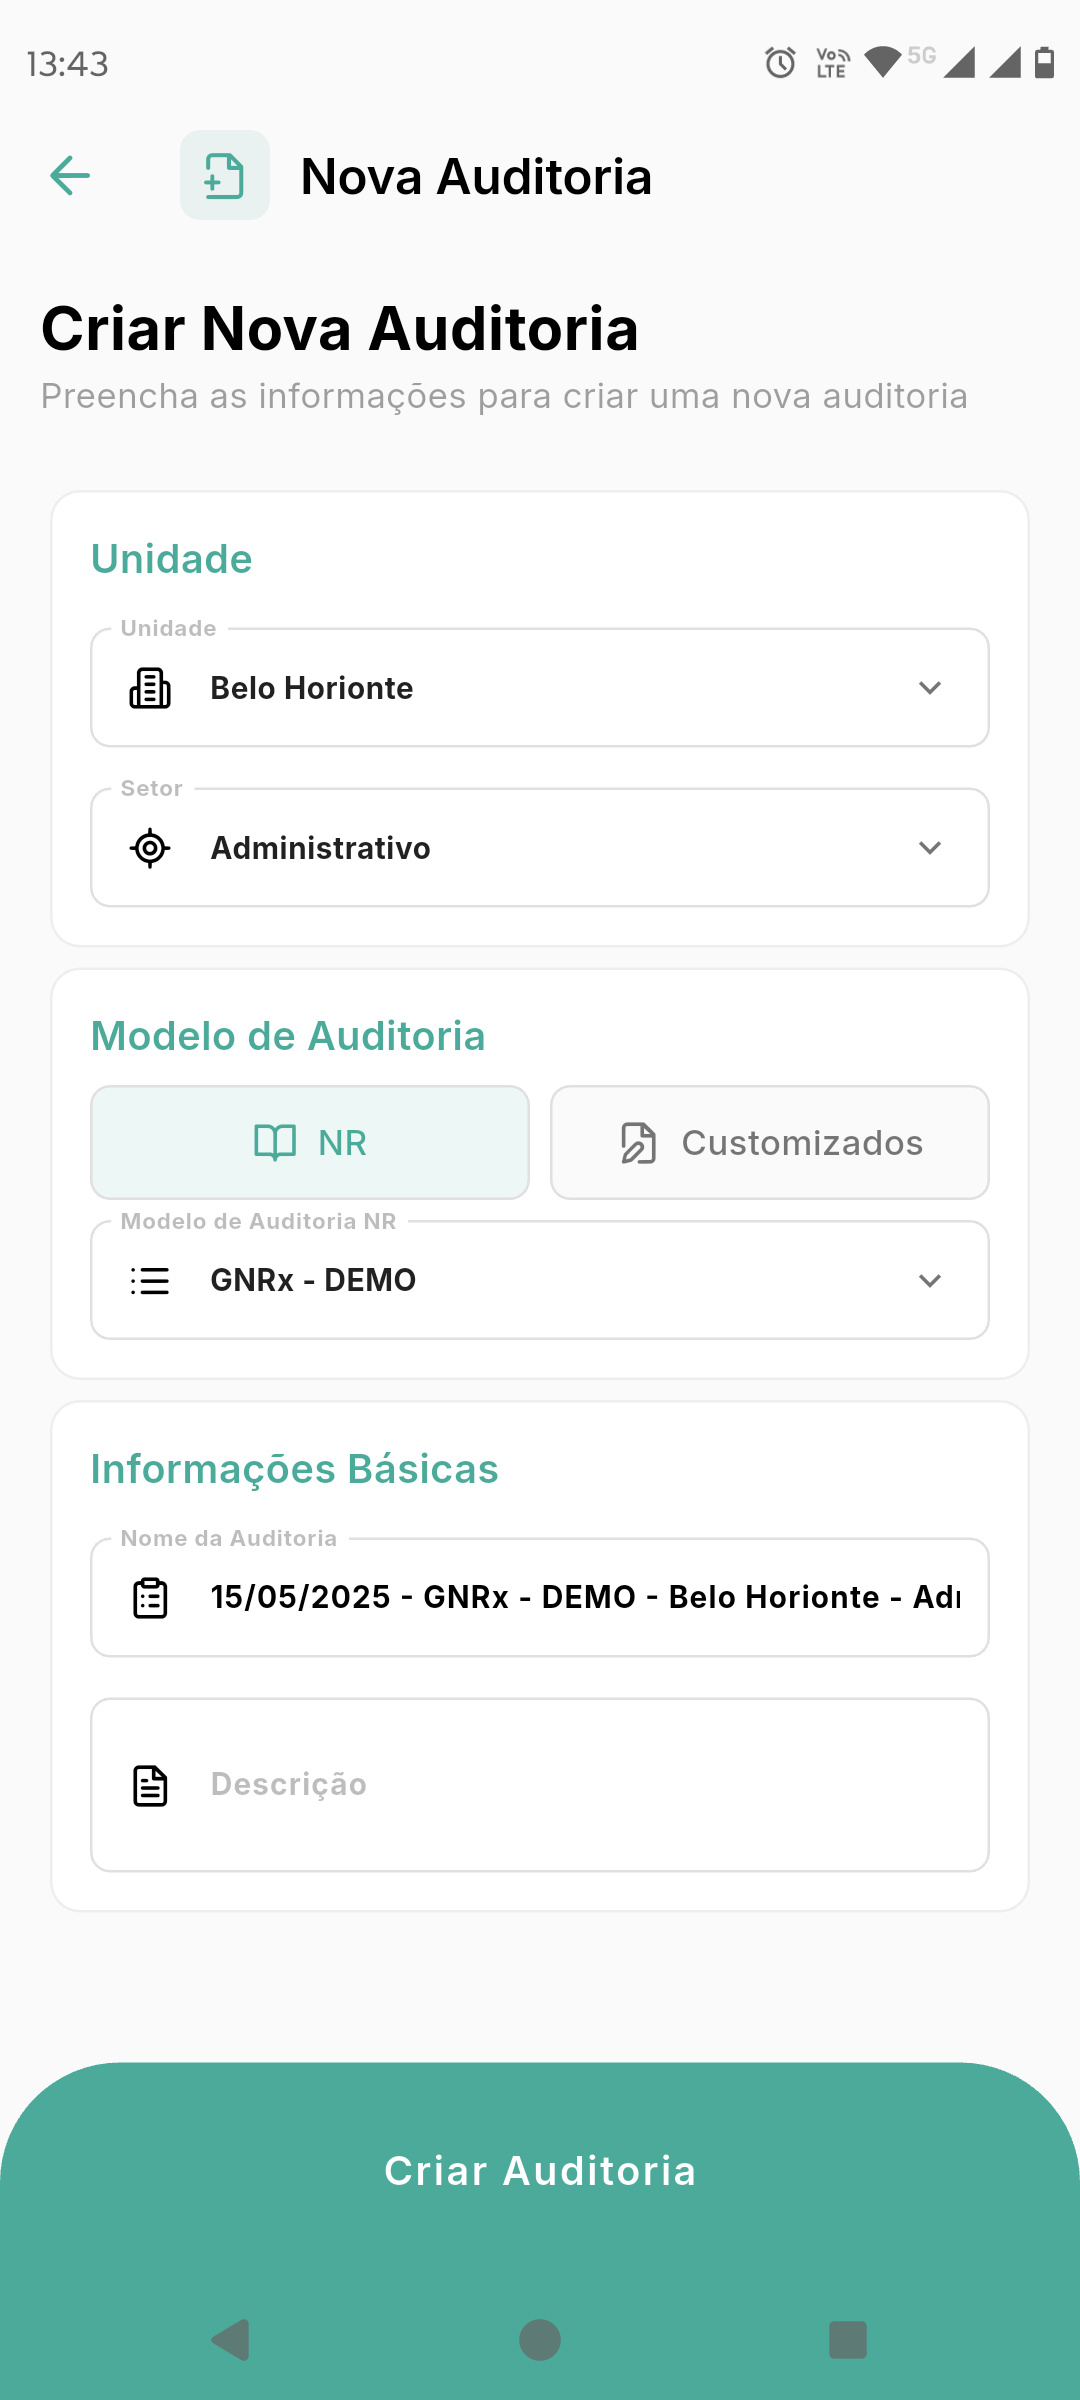 13:43
Vo LTE 5G
Nova Auditoria
Criar Nova Auditoria
Preencha as informações para criar uma nova auditoria
Unidade
Unidade
Belo Horionte
Setor
Administrativo
Modelo de Auditoria
NR
Customizados
Modelo de Auditoria NR
GNRx - DEMO
Informações Básicas
Nome da Auditoria
15/05/2025 - GNRx - DEMO - Belo Horionte -
Descrição
Criar Auditoria